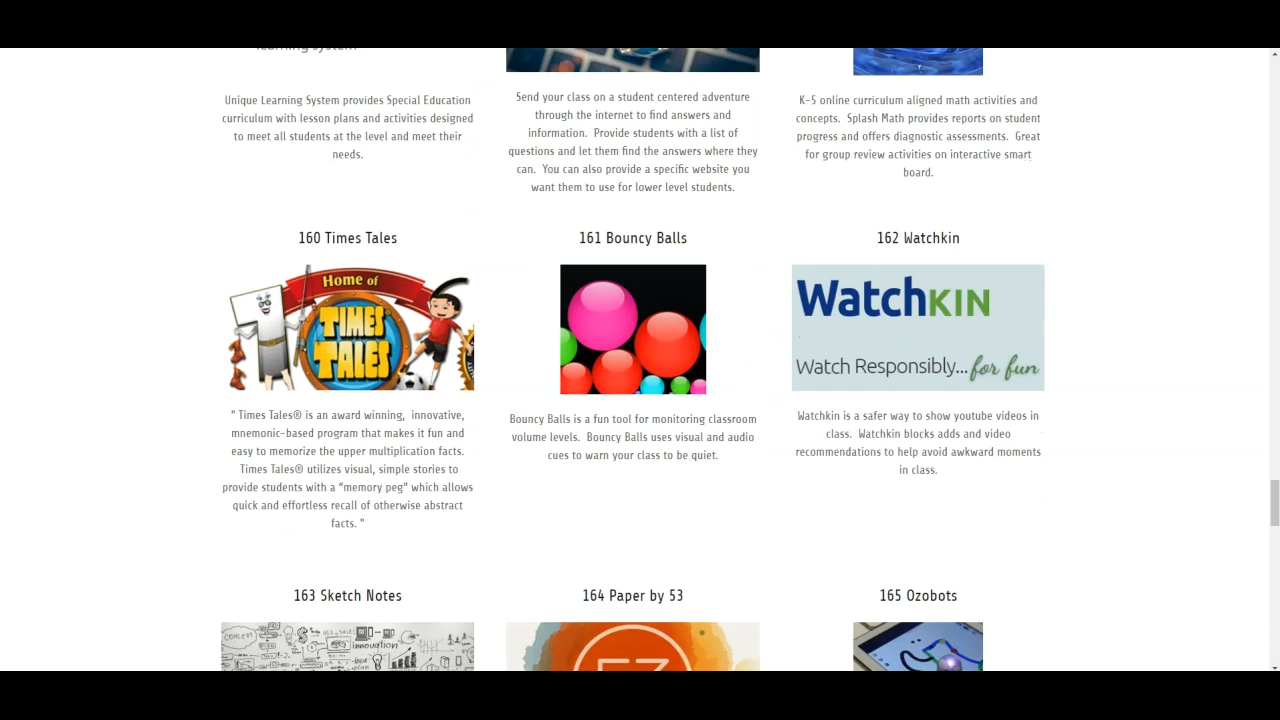 learning system
Unique Learning System provides Special Education
curriculum with lesson plans and activities designed
to meet all students at the level and meet their
needs.
Send your class on a student centered adventure
through the internet to find answers and
information. Provide students with a list of
questions and let them find the answers where they
can. You can also provide a specific website you
want them to use for lower level students.
K-5 online curriculum aligned math activities and
concepts. Splash Math provides reports on student
progress and offers diagnostic assessments. Great
for group review activities on interactive smart
board.
160 Times Tales
Home of
TIMES
TALES
" Times Tales® is an award winning, innovative,
mnemonic-based program that makes it fun and
easy to memorize the upper multiplication facts.
Times Tales® utilizes visual, simple stories to
provide students with a “memory peg” which allows
quick and effortless recall of otherwise abstract
facts. "
161 Bouncy Balls
Bouncy Balls is a fun tool for monitoring classroom
volume levels. Bouncy Balls uses visual and audio
cues to warn your class to be quiet.
162 Watchkin
WatchKIN
Watch Responsibly... for fun
Watchkin is a safer way to show youtube videos in
class. Watchkin blocks adds and video
recommendations to help avoid awkward moments
in class.
163 Sketch Notes
CONCEPT
innovation
164 Paper by 53
53
165 Ozobots